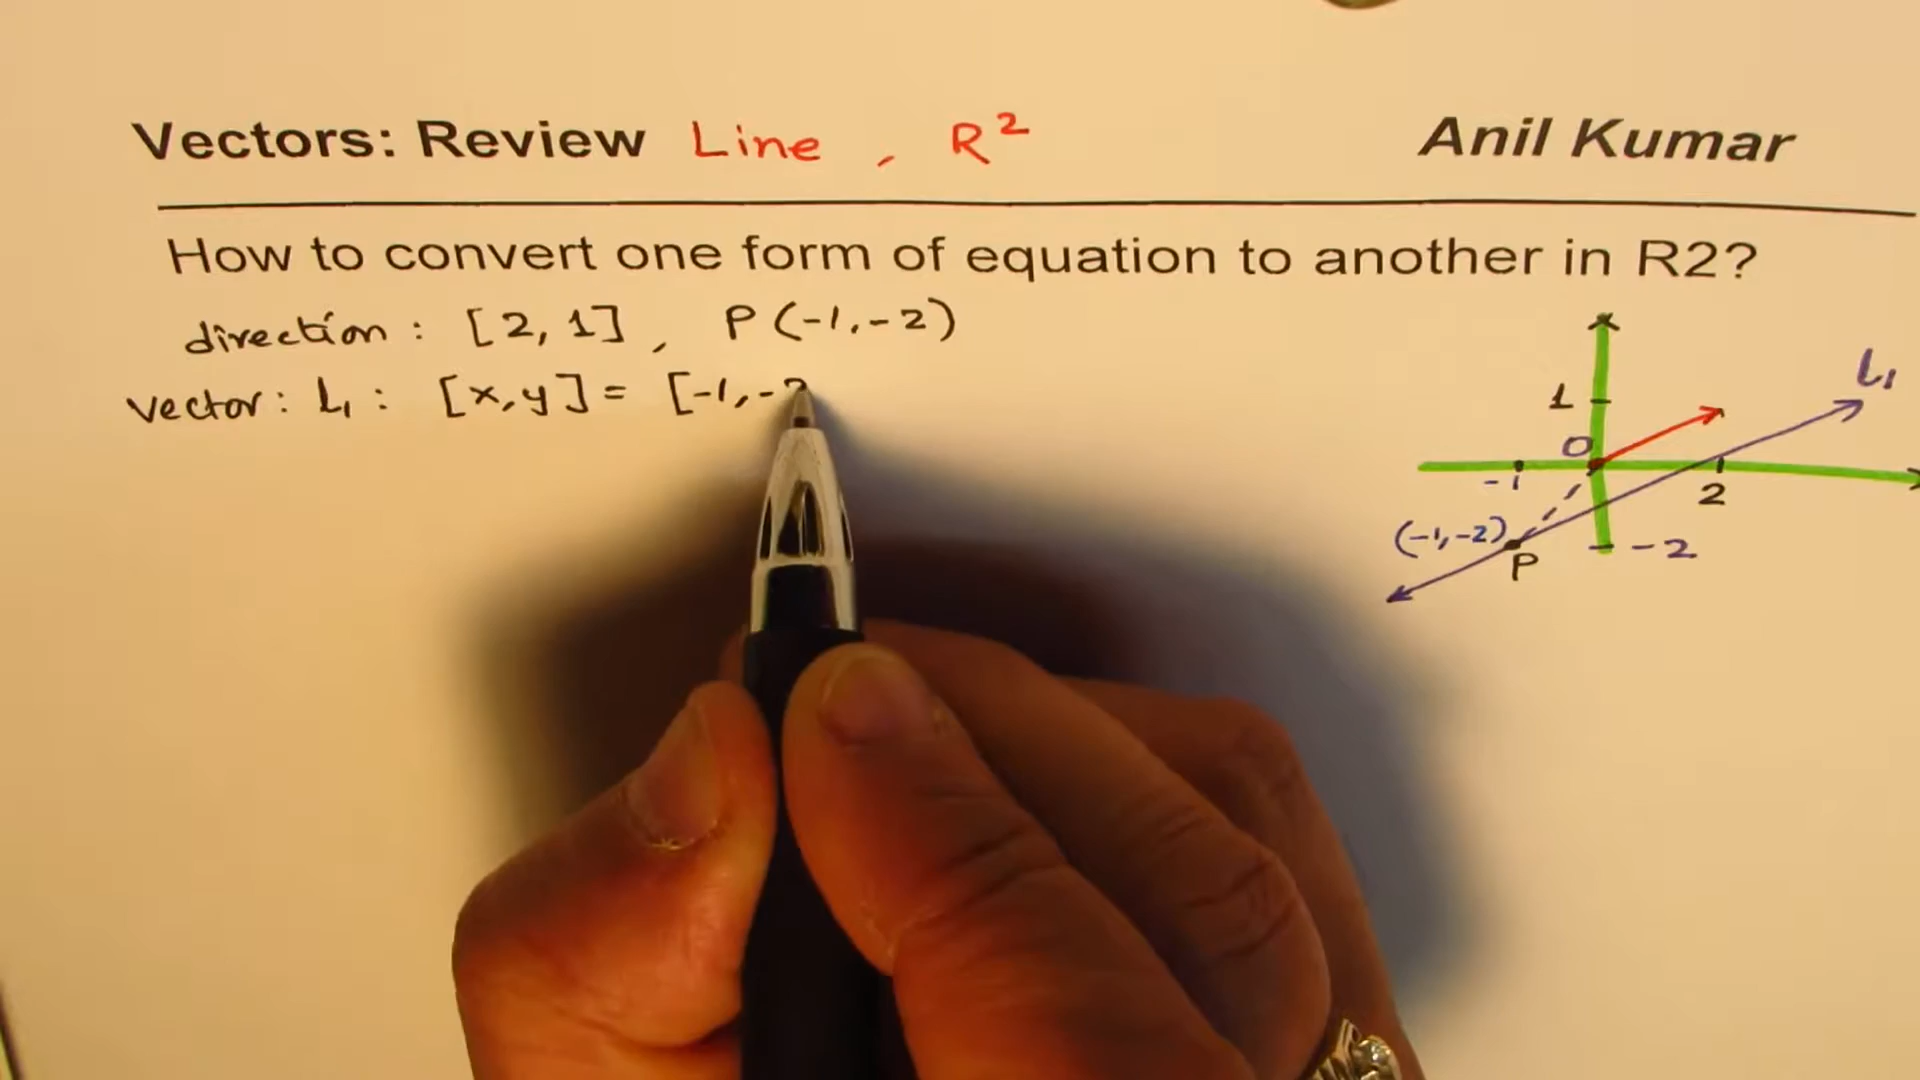 Vectors: Review Line , R²
Anil Kumar
How to convert one form of equation to another in R2?
direction : [2, 1] , P(-1,-2)
Vector: L₁ : [x,y] = [-1,-2
L₁
1
0
-1
2
(-1,-2)
-2
P